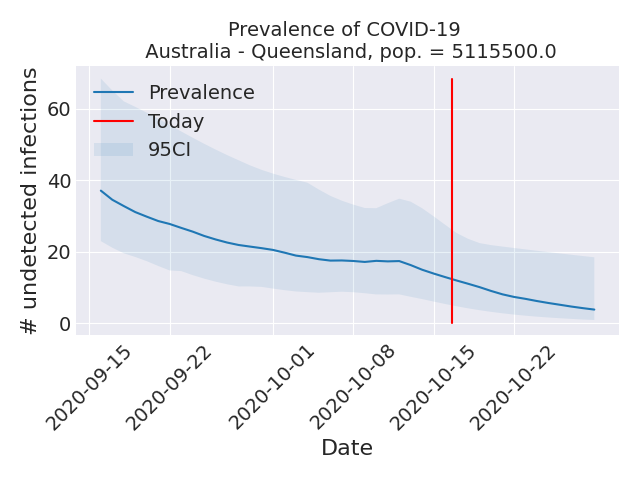 Prevalence of COVID-19
Australia - Queensland, pop. = 5115500.0
# undetected infections
60
40
20
0
Prevalence
Today
95CI
2020-09-15
2020-09-22
2020-10-01
2020-10-08
2020-10-15
2020-10-22
Date